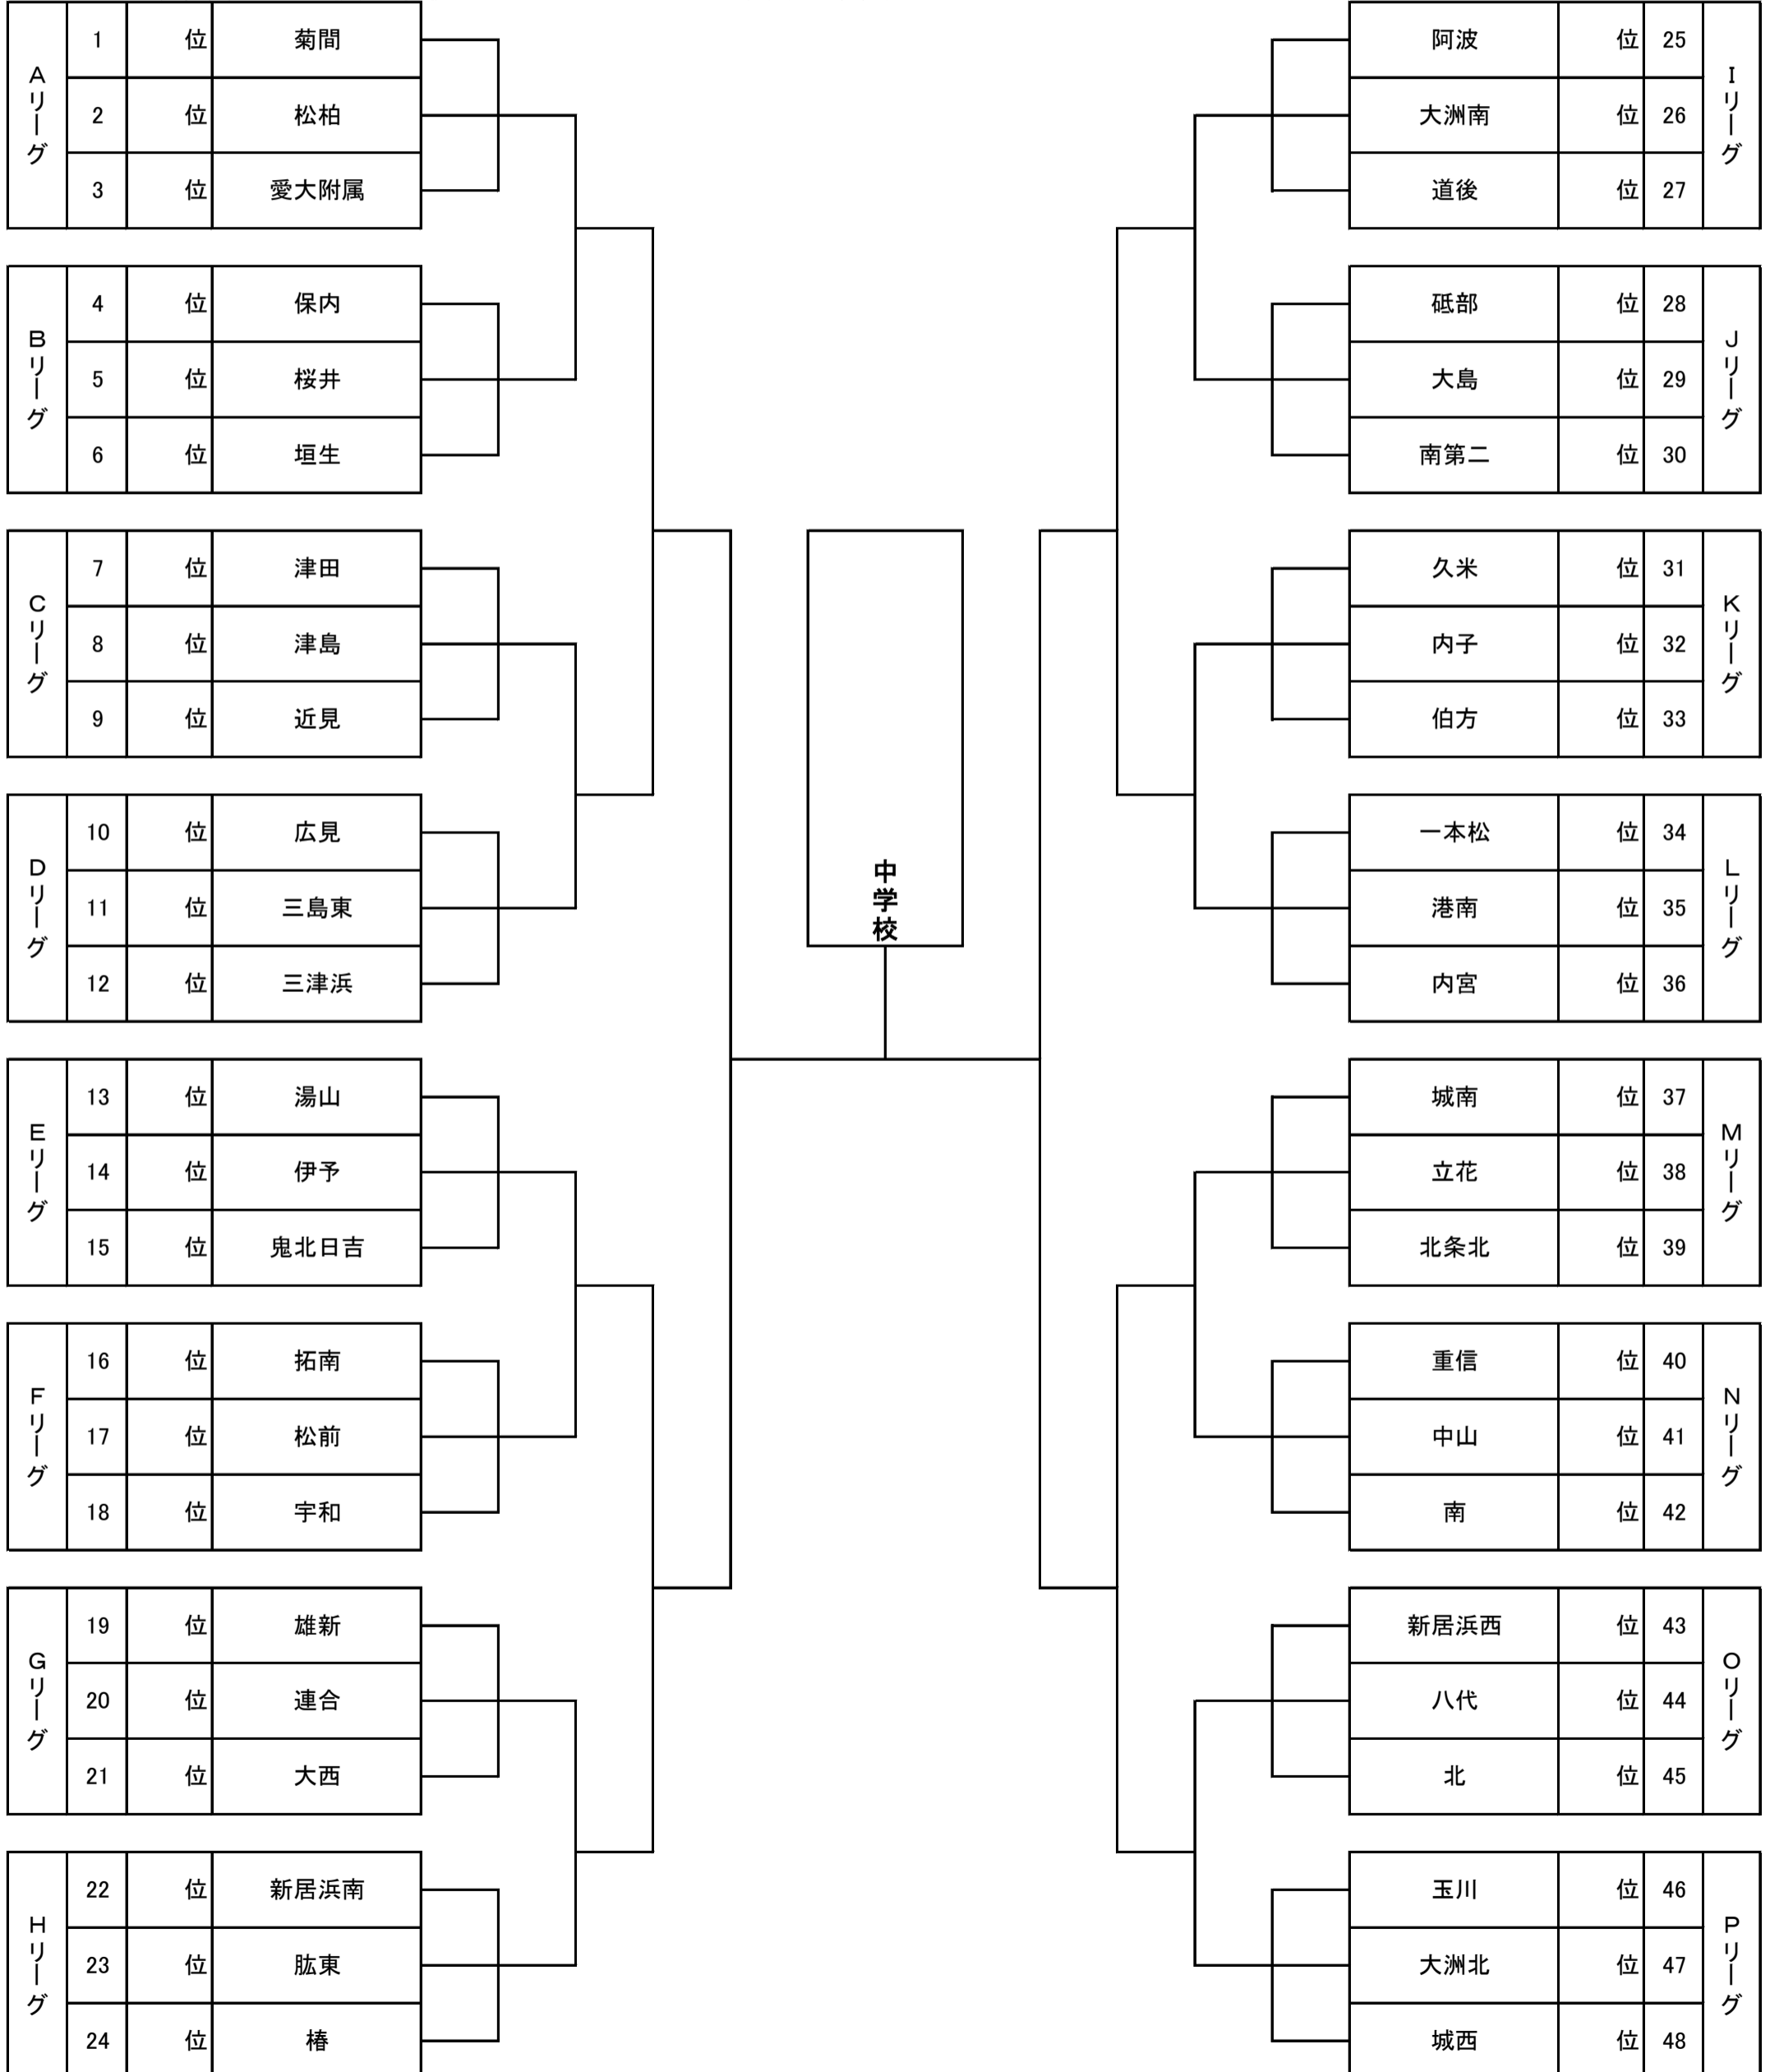 Aリーグ
1 位 菊間
2 位 松柏
3 位 愛大附属
Bリーグ
4 位 保内
5 位 桜井
6 位 垣生
Cリーグ
7 位 津田
8 位 津島
9 位 近見
Dリーグ
10 位 広見
11 位 三島東
12 位 三津浜
Eリーグ
13 位 湯山
14 位 伊予
15 位 鬼北日吉
Fリーグ
16 位 拓南
17 位 松前
18 位 宇和
Gリーグ
19 位 雄新
20 位 連合
21 位 大西
Hリーグ
22 位 新居浜南
23 位 肱東
24 位 椿
中学校
阿波 位 25
大洲南 位 26
道後 位 27
Iリーグ
砥部 位 28
大島 位 29
南第二 位 30
Jリーグ
久米 位 31
内子 位 32
伯方 位 33
Kリーグ
一本松 位 34
港南 位 35
内宮 位 36
Lリーグ
城南 位 37
立花 位 38
北条北 位 39
Mリーグ
重信 位 40
中山 位 41
南 位 42
Nリーグ
新居浜西 位 43
八代 位 44
北 位 45
Oリーグ
玉川 位 46
大洲北 位 47
城西 位 48
Pリーグ